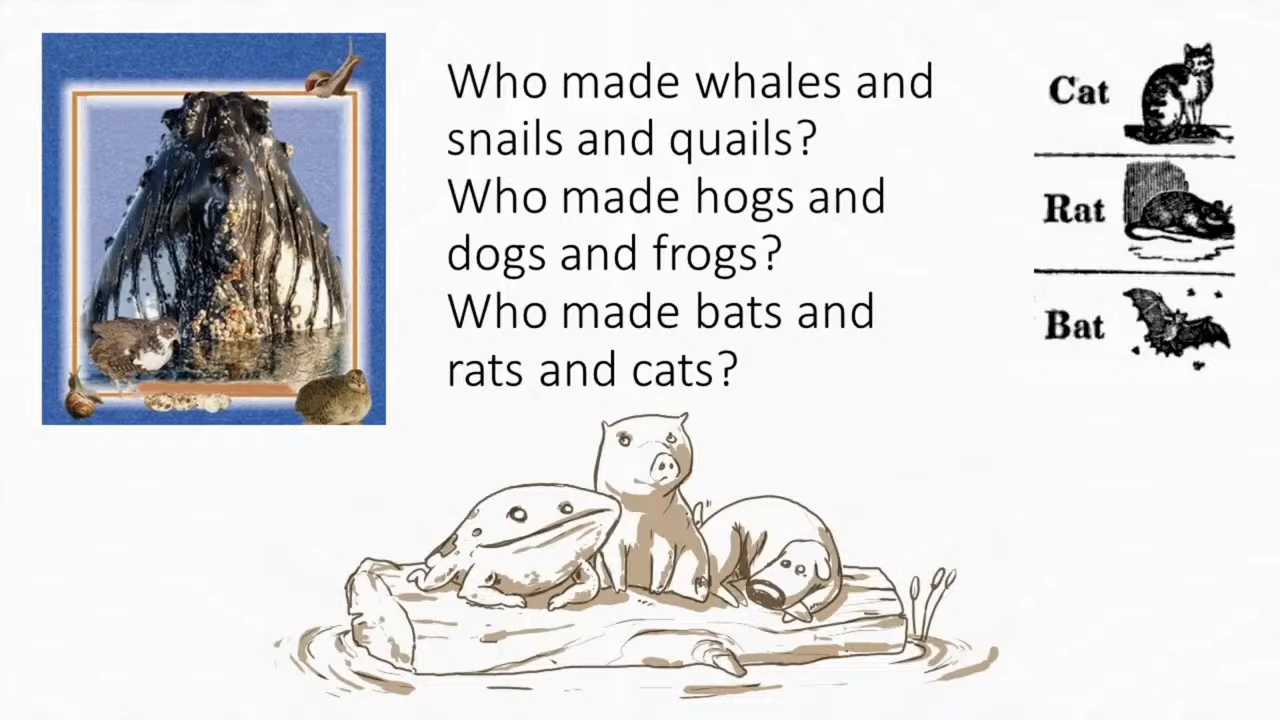 Who made whales and
snails and quails?
Who made hogs and
dogs and frogs?
Who made bats and
rats and cats?
Cat
Rat
Bat